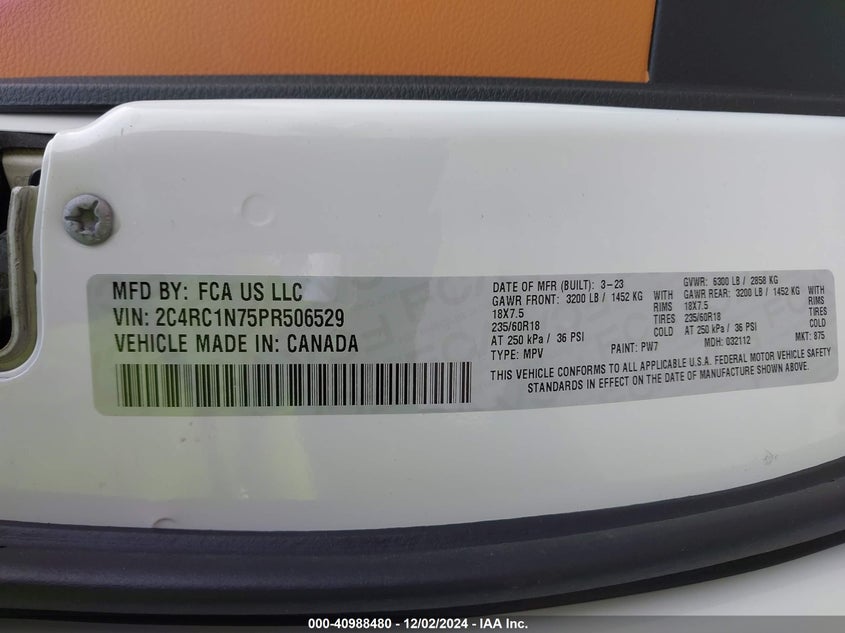 MFD BY: FCA US LLC
VIN: 2C4RC1N75PR506529
VEHICLE MADE IN: CANADA
DATE OF MFR (BUILT): 3-23 GVWR: 6300 LB / 2858 KG
GAWR FRONT: 3200 LB / 1452 KG WITH GAWR REAR: 3200 LB / 1452 KG WITH
18X7.5 RIMS 18X7.5 RIMS
235/60R18 TIRES 235/60R18 TIRES
AT 250 kPa / 36 PSI COLD AT 250 kPa / 36 PSI COLD
TYPE: MPV PAINT: PW7 MDH: 032112 MKT: 875
THIS VEHICLE CONFORMS TO ALL APPLICABLE U.S.A. FEDERAL MOTOR VEHICLE SAFETY
STANDARDS IN EFFECT ON THE DATE OF MANUFACTURE SHOWN ABOVE.
000-40988480 - 12/02/2024 - IAA Inc.